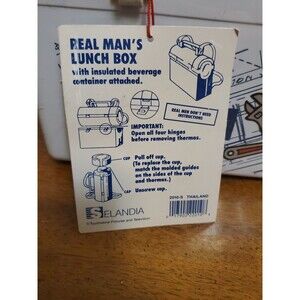 REAL MAN'S
LUNCH BOX
with insulated beverage
container attached.
REAL MEN DON'T NEED
INSTRUCTIONS
IMPORTANT:
Open all four hinges
before removing thermos.
CUP
Pull off cup.
(To replace the cup,
match the molded guides
on the sides of the cup
and thermos.)
CAP
Unscrew cap.
SELANDIA
2910-S THAILAND